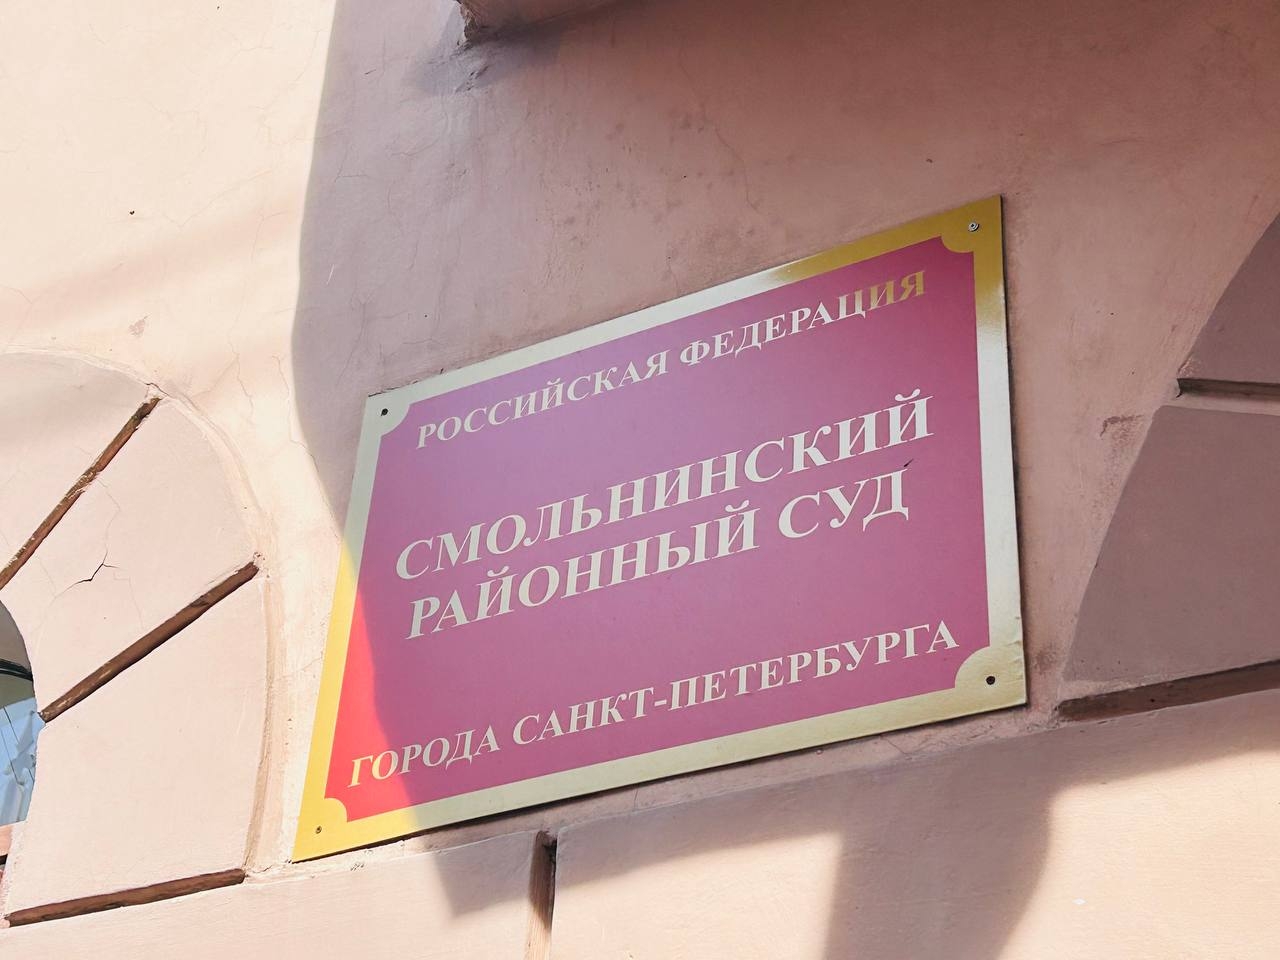 РОССИЙСКАЯ ФЕДЕРАЦИЯ
СМОЛЬНИНСКИЙ
РАЙОННЫЙ СУД
ГОРОДА САНКТ-ПЕТЕРБУРГА